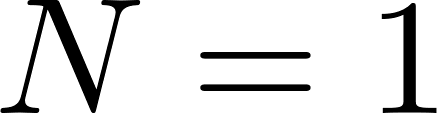 N = 1